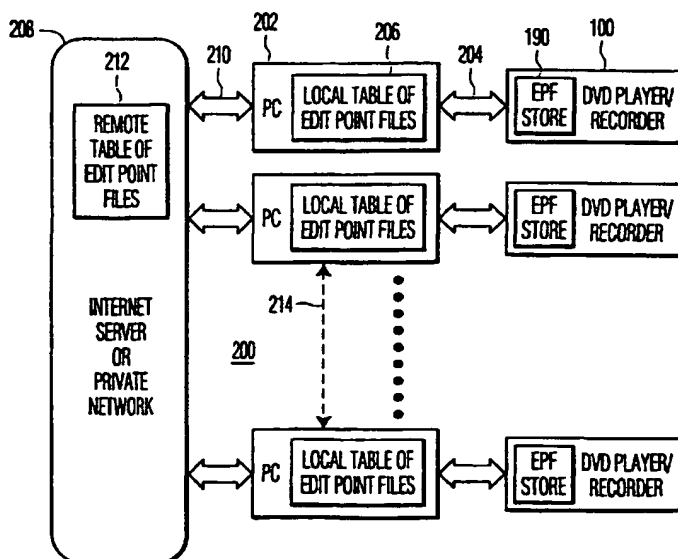 208
212
210
202
206
204
190
100
REMOTE
TABLE OF
EDIT POINT
FILES
INTERNET
SERVER
OR
PRIVATE
NETWORK
PC
LOCAL TABLE OF
EDIT POINT FILES
EPF
STORE
DVD PLAYER/
RECORDER
PC
LOCAL TABLE OF
EDIT POINT FILES
EPF
STORE
DVD PLAYER/
RECORDER
214
200
PC
LOCAL TABLE OF
EDIT POINT FILES
EPF
STORE
DVD PLAYER/
RECORDER